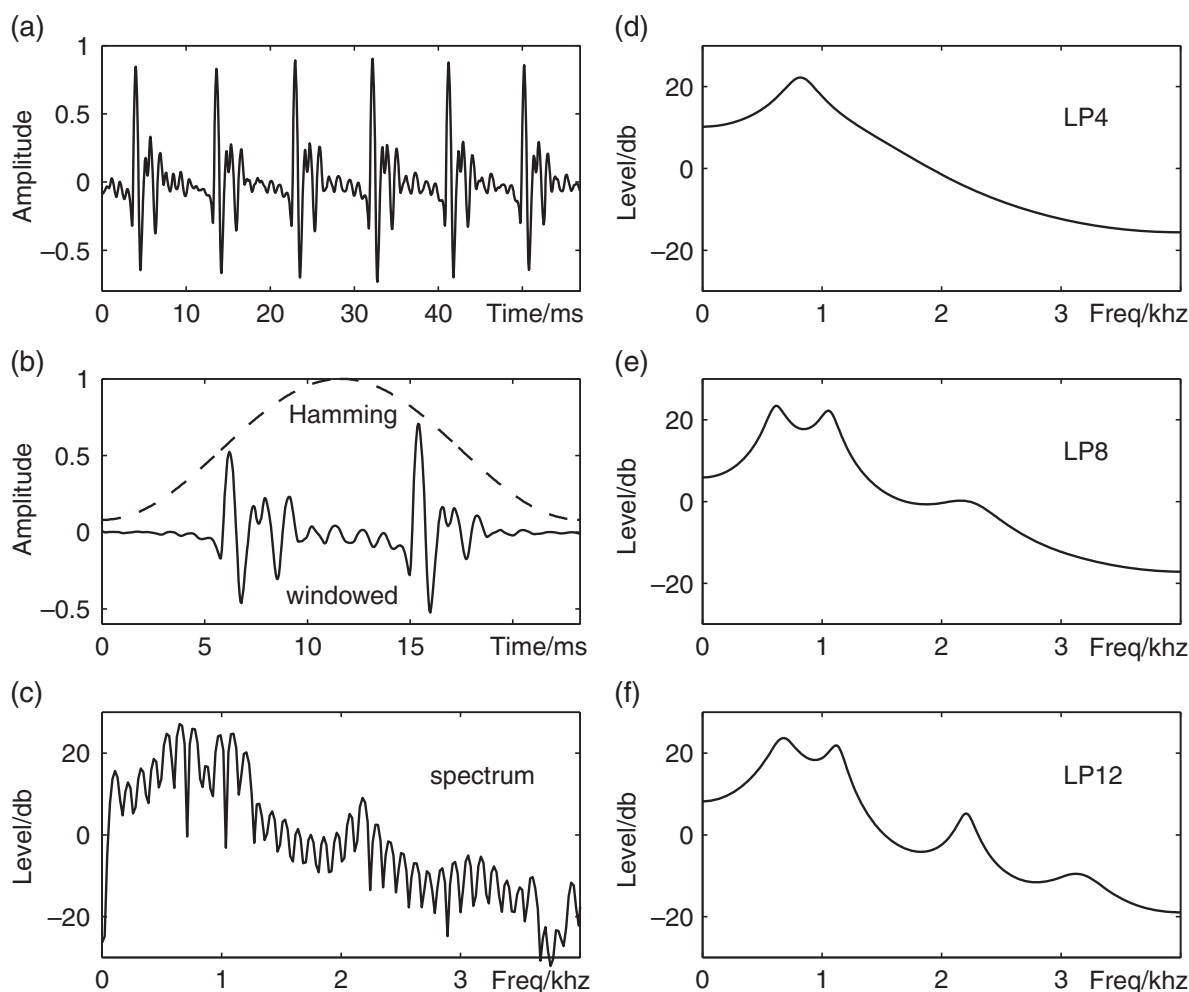 (a)
1
0.5
0
–0.5
Amplitude
0 10 20 30 40 Time/ms
(b)
1
0.5
0
–0.5
Amplitude
Hamming
windowed
0 5 10 15 Time/ms
(c)
20
0
–20
Level/db
spectrum
0 1 2 3 Freq/khz
(d)
20
0
–20
Level/db
LP4
0 1 2 3 Freq/khz
(e)
20
0
–20
Level/db
LP8
0 1 2 3 Freq/khz
(f)
20
0
–20
Level/db
LP12
0 1 2 3 Freq/khz